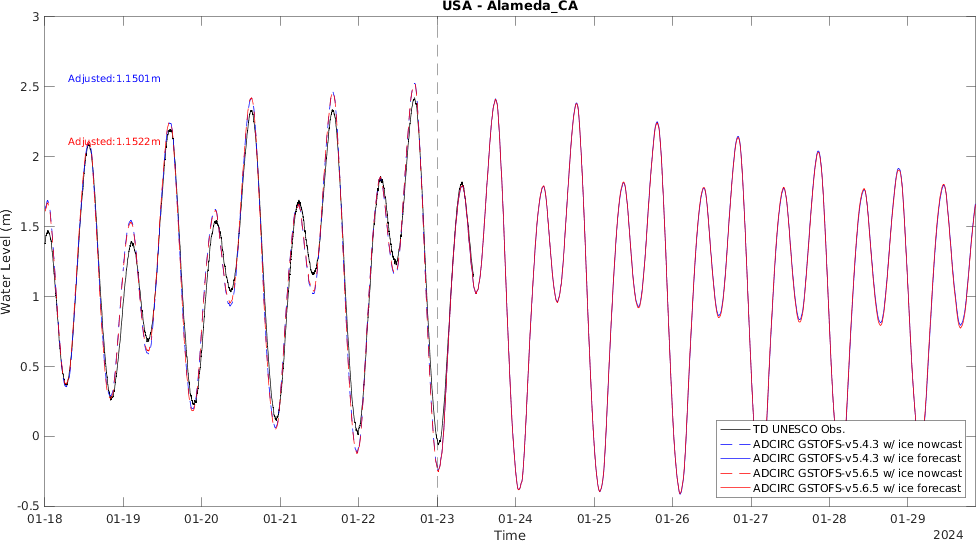 USA - Alameda_CA
3
2.5
2
1.5
1
0.5
0
-0.5
Water Level (m)
Adjusted:1.1501m
Adjusted:1.1522m
TD UNESCO Obs.
ADCIRC GSTOFS-v5.4.3 w/ ice nowcast
ADCIRC GSTOFS-v5.4.3 w/ ice forecast
ADCIRC GSTOFS-v5.6.5 w/ ice nowcast
ADCIRC GSTOFS-v5.6.5 w/ ice forecast
01-18 01-19 01-20 01-21 01-22 01-23 01-24 01-25 01-26 01-27 01-28 01-29
Time
2024